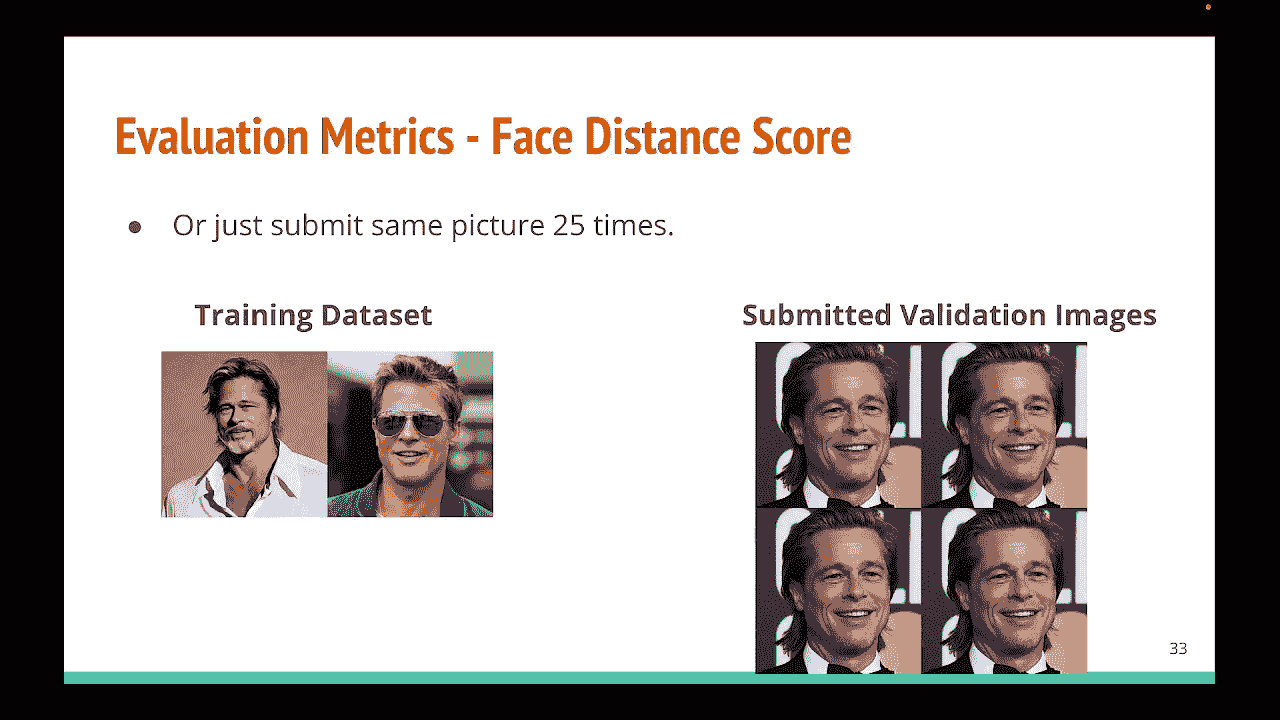 Evaluation Metrics - Face Distance Score
● Or just submit same picture 25 times.
Training Dataset
Submitted Validation Images
33